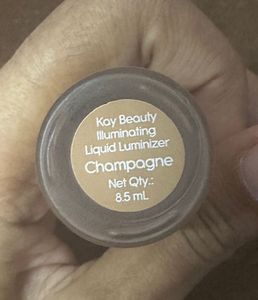 Kay Beauty
Illuminating
Liquid Luminizer
Champagne
Net Qty.:
8.5 mL